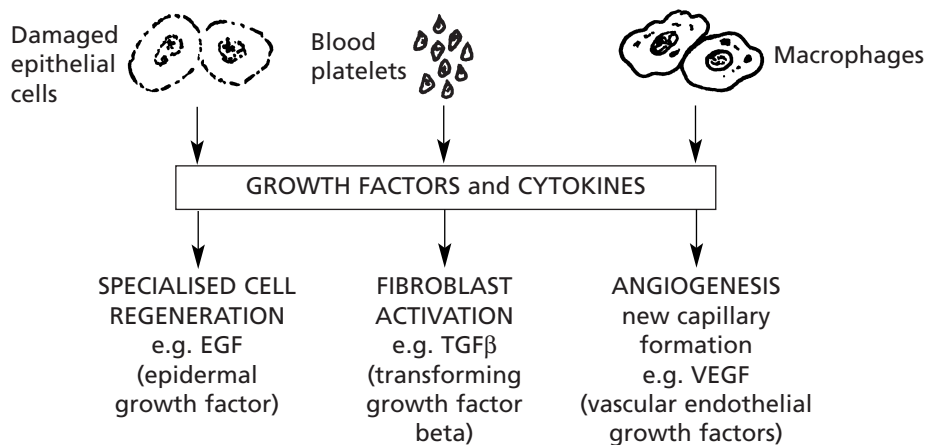 Damaged
epithelial
cells
Blood
platelets
Macrophages
GROWTH FACTORS and CYTOKINES
SPECIALISED CELL
REGENERATION
e.g. EGF
(epidermal
growth factor)
FIBROBLAST
ACTIVATION
e.g. TGFβ
(transforming
growth factor
beta)
ANGIOGENESIS
new capillary
formation
e.g. VEGF
(vascular endothelial
growth factors)